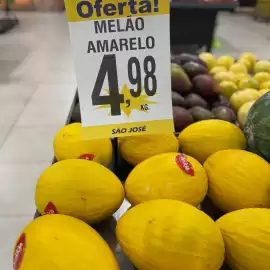 Oferta!
MELÃO
AMARELO
4,98
KG.
SÃO JOSÉ